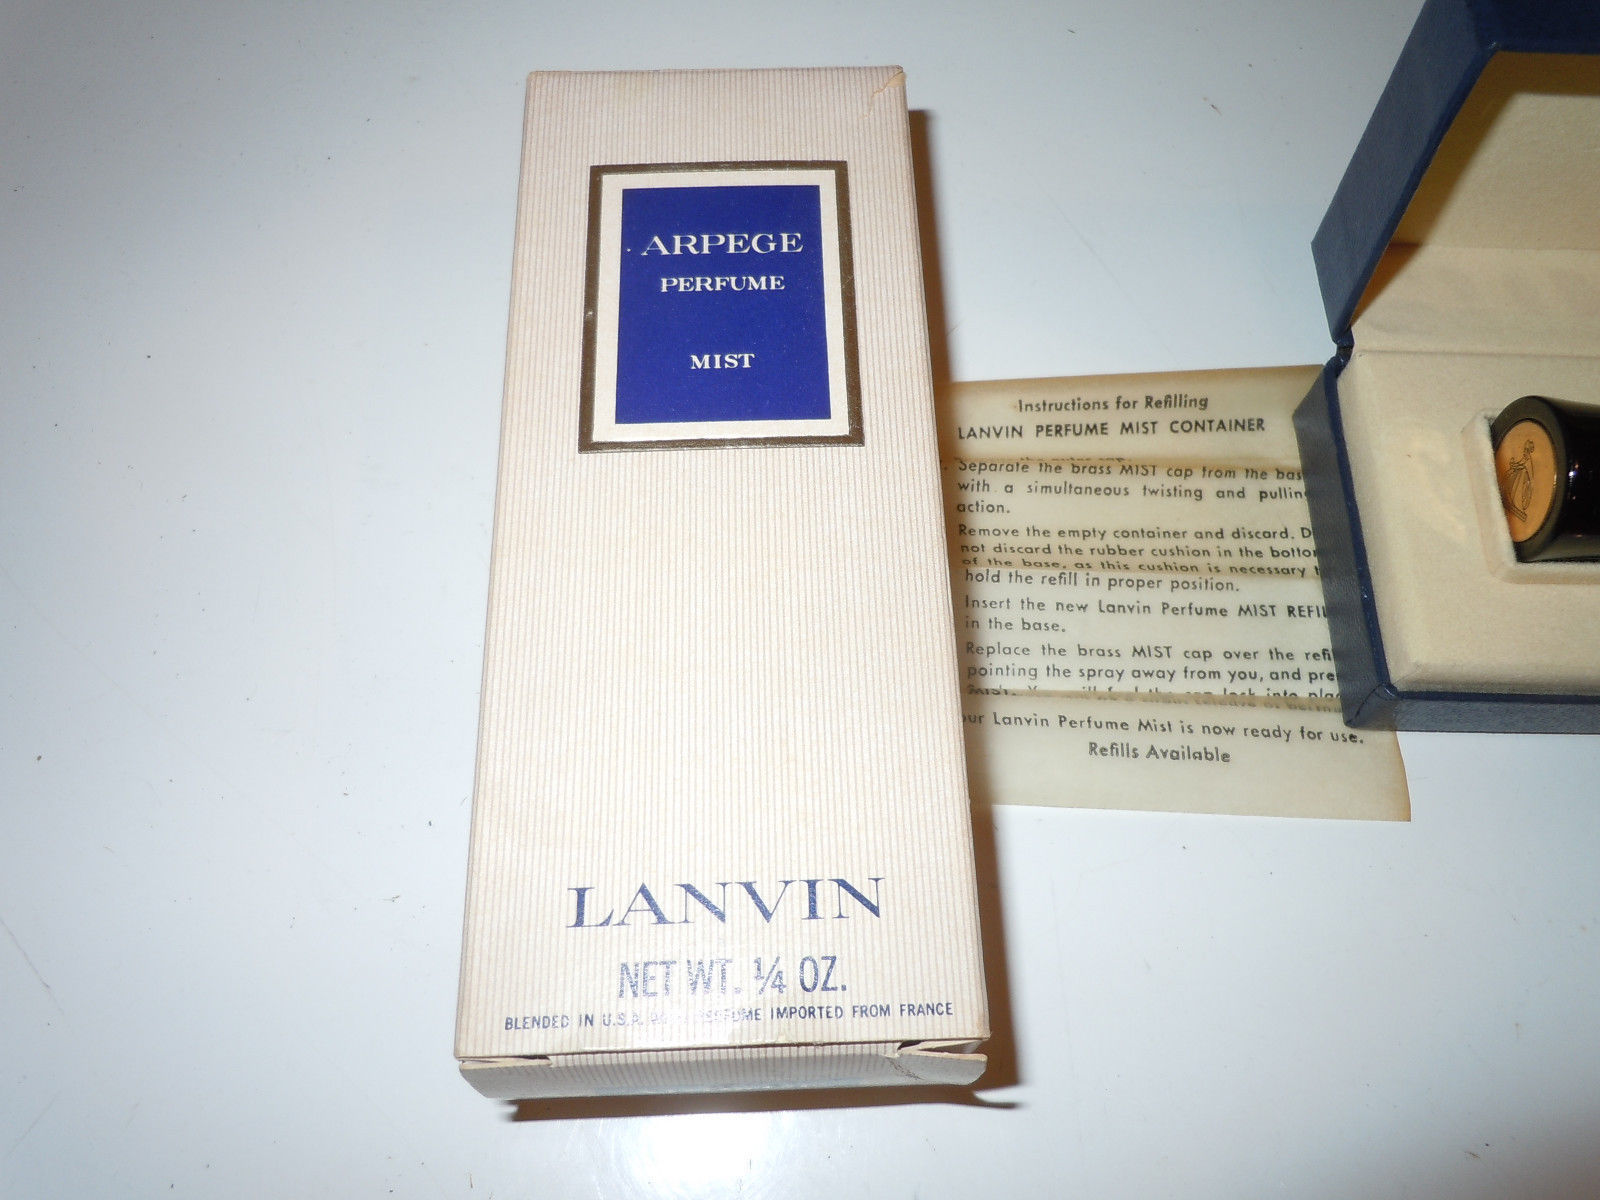 ARPEGE
PERFUME
MIST
LANVIN
NET WT. ¼ OZ.
BLENDED IN U.S.A. PERFUME IMPORTED FROM FRANCE
Instructions for Refilling
LANVIN PERFUME MIST CONTAINER
Separate the brass MIST cap from the
with a simultaneous twisting and
action.
Remove the empty container and discard.
not discard the rubber cushion in the
of the base, as this cushion is necessary
hold the refill in proper position.
Insert the new Lanvin Perfume MIST
in the base.
Replace the brass MIST cap over the
pointing the spray away from you, and
Lanvin Perfume Mist is now ready for use.
Refills Available